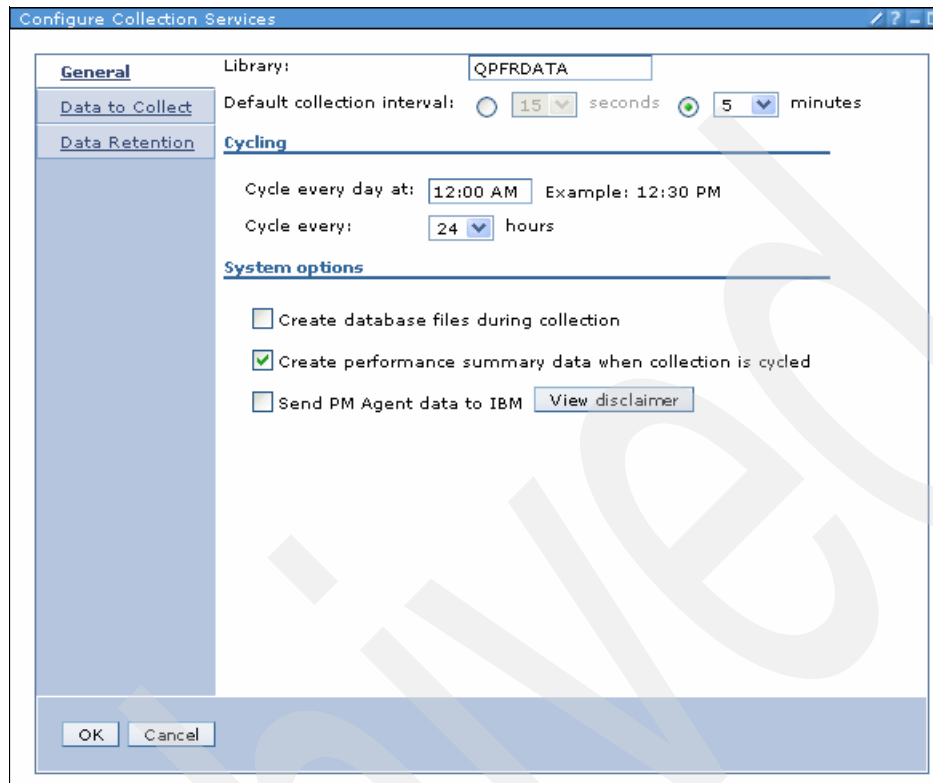 Configure Collection Services
General
Data to Collect
Data Retention
Library: QPFRDATA
Default collection interval: 15 seconds 5 minutes
Cycling
Cycle every day at: 12:00 AM Example: 12:30 PM
Cycle every: 24 hours
System options
Create database files during collection
Create performance summary data when collection is cycled
Send PM Agent data to IBM View disclaimer
OK Cancel